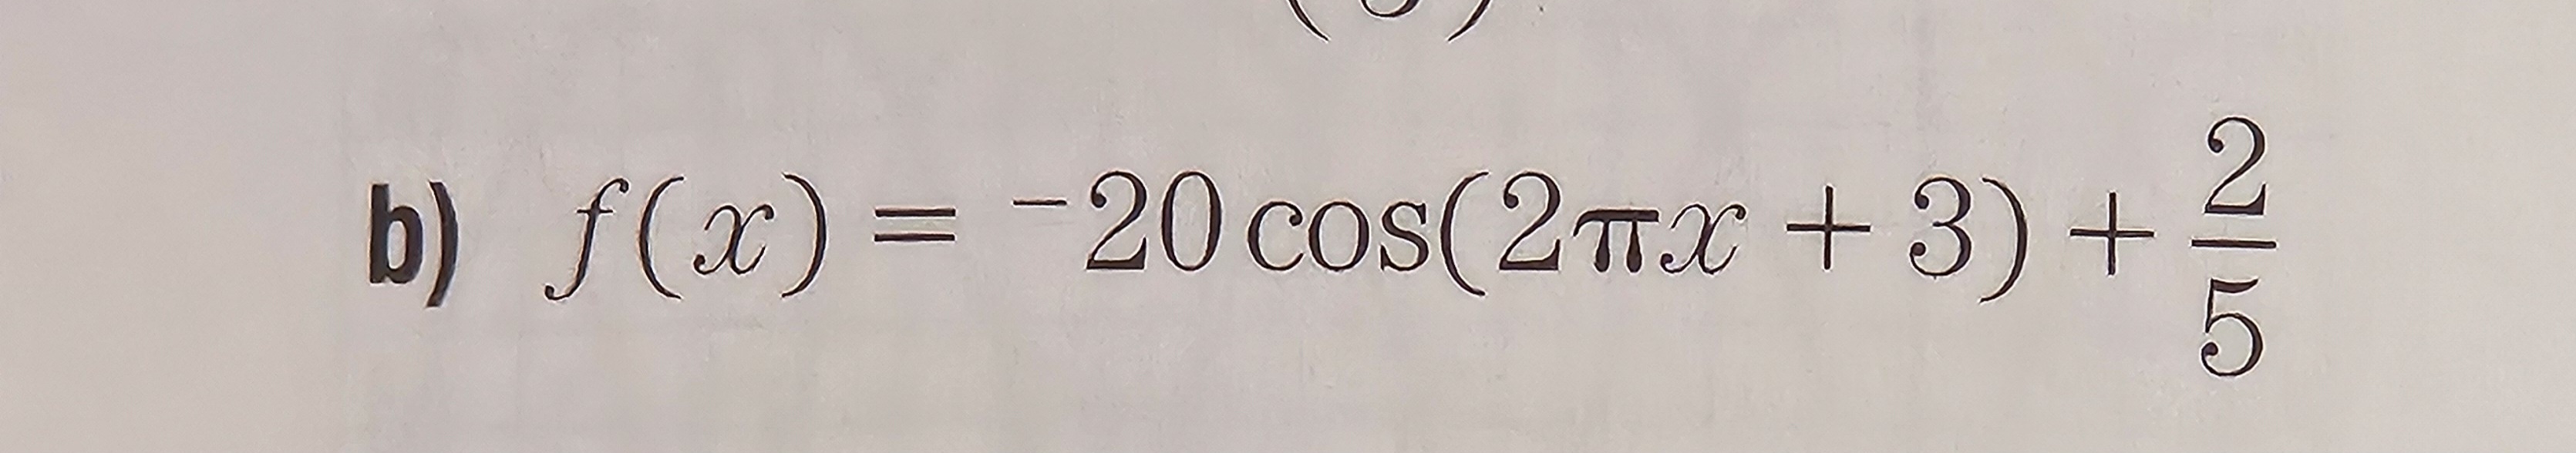 b) f(x) = ⁻20 cos(2πx + 3) + 2/5